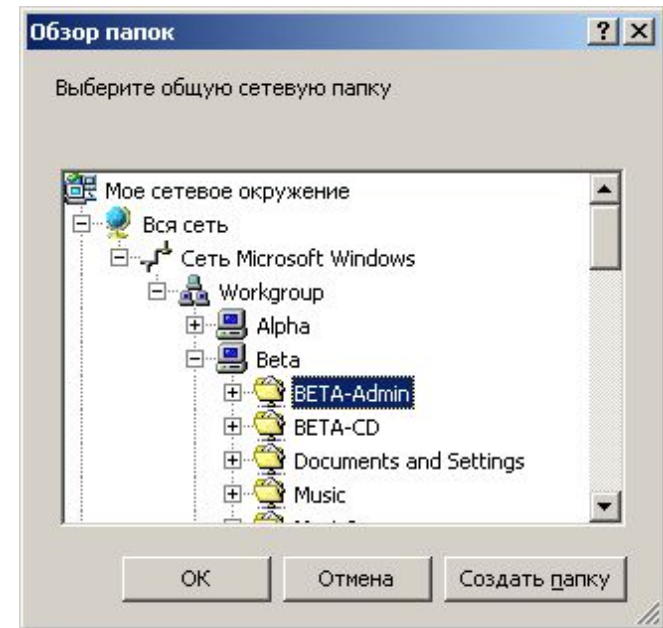 Обзор папок
Выберите общую сетевую папку
Мое сетевое окружение
Вся сеть
Сеть Microsoft Windows
Workgroup
Alpha
Beta
BETA-Admin
BETA-CD
Documents and Settings
Music
ОК
Отмена
Создать папку